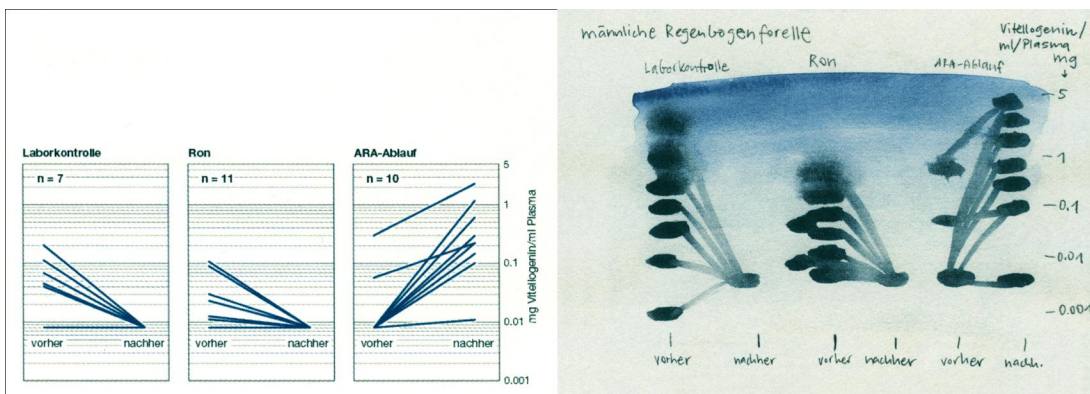 Laborkontrolle
n = 7
vorher
nachher
Ron
n = 11
vorher
nachher
ARA-Ablauf
n = 10
vorher
nachher
5
1
0.1
0.01
0.001
mg Vitellogenin/ml Plasma
männliche Regenbogenforelle
Laborkontrolle
Ron
ARA-Ablauf
Vitellogenin/
ml/Plasma
mg
5
1
0.1
0.01
0.001
vorher
nachher
vorher
nachher
vorher
nachh.